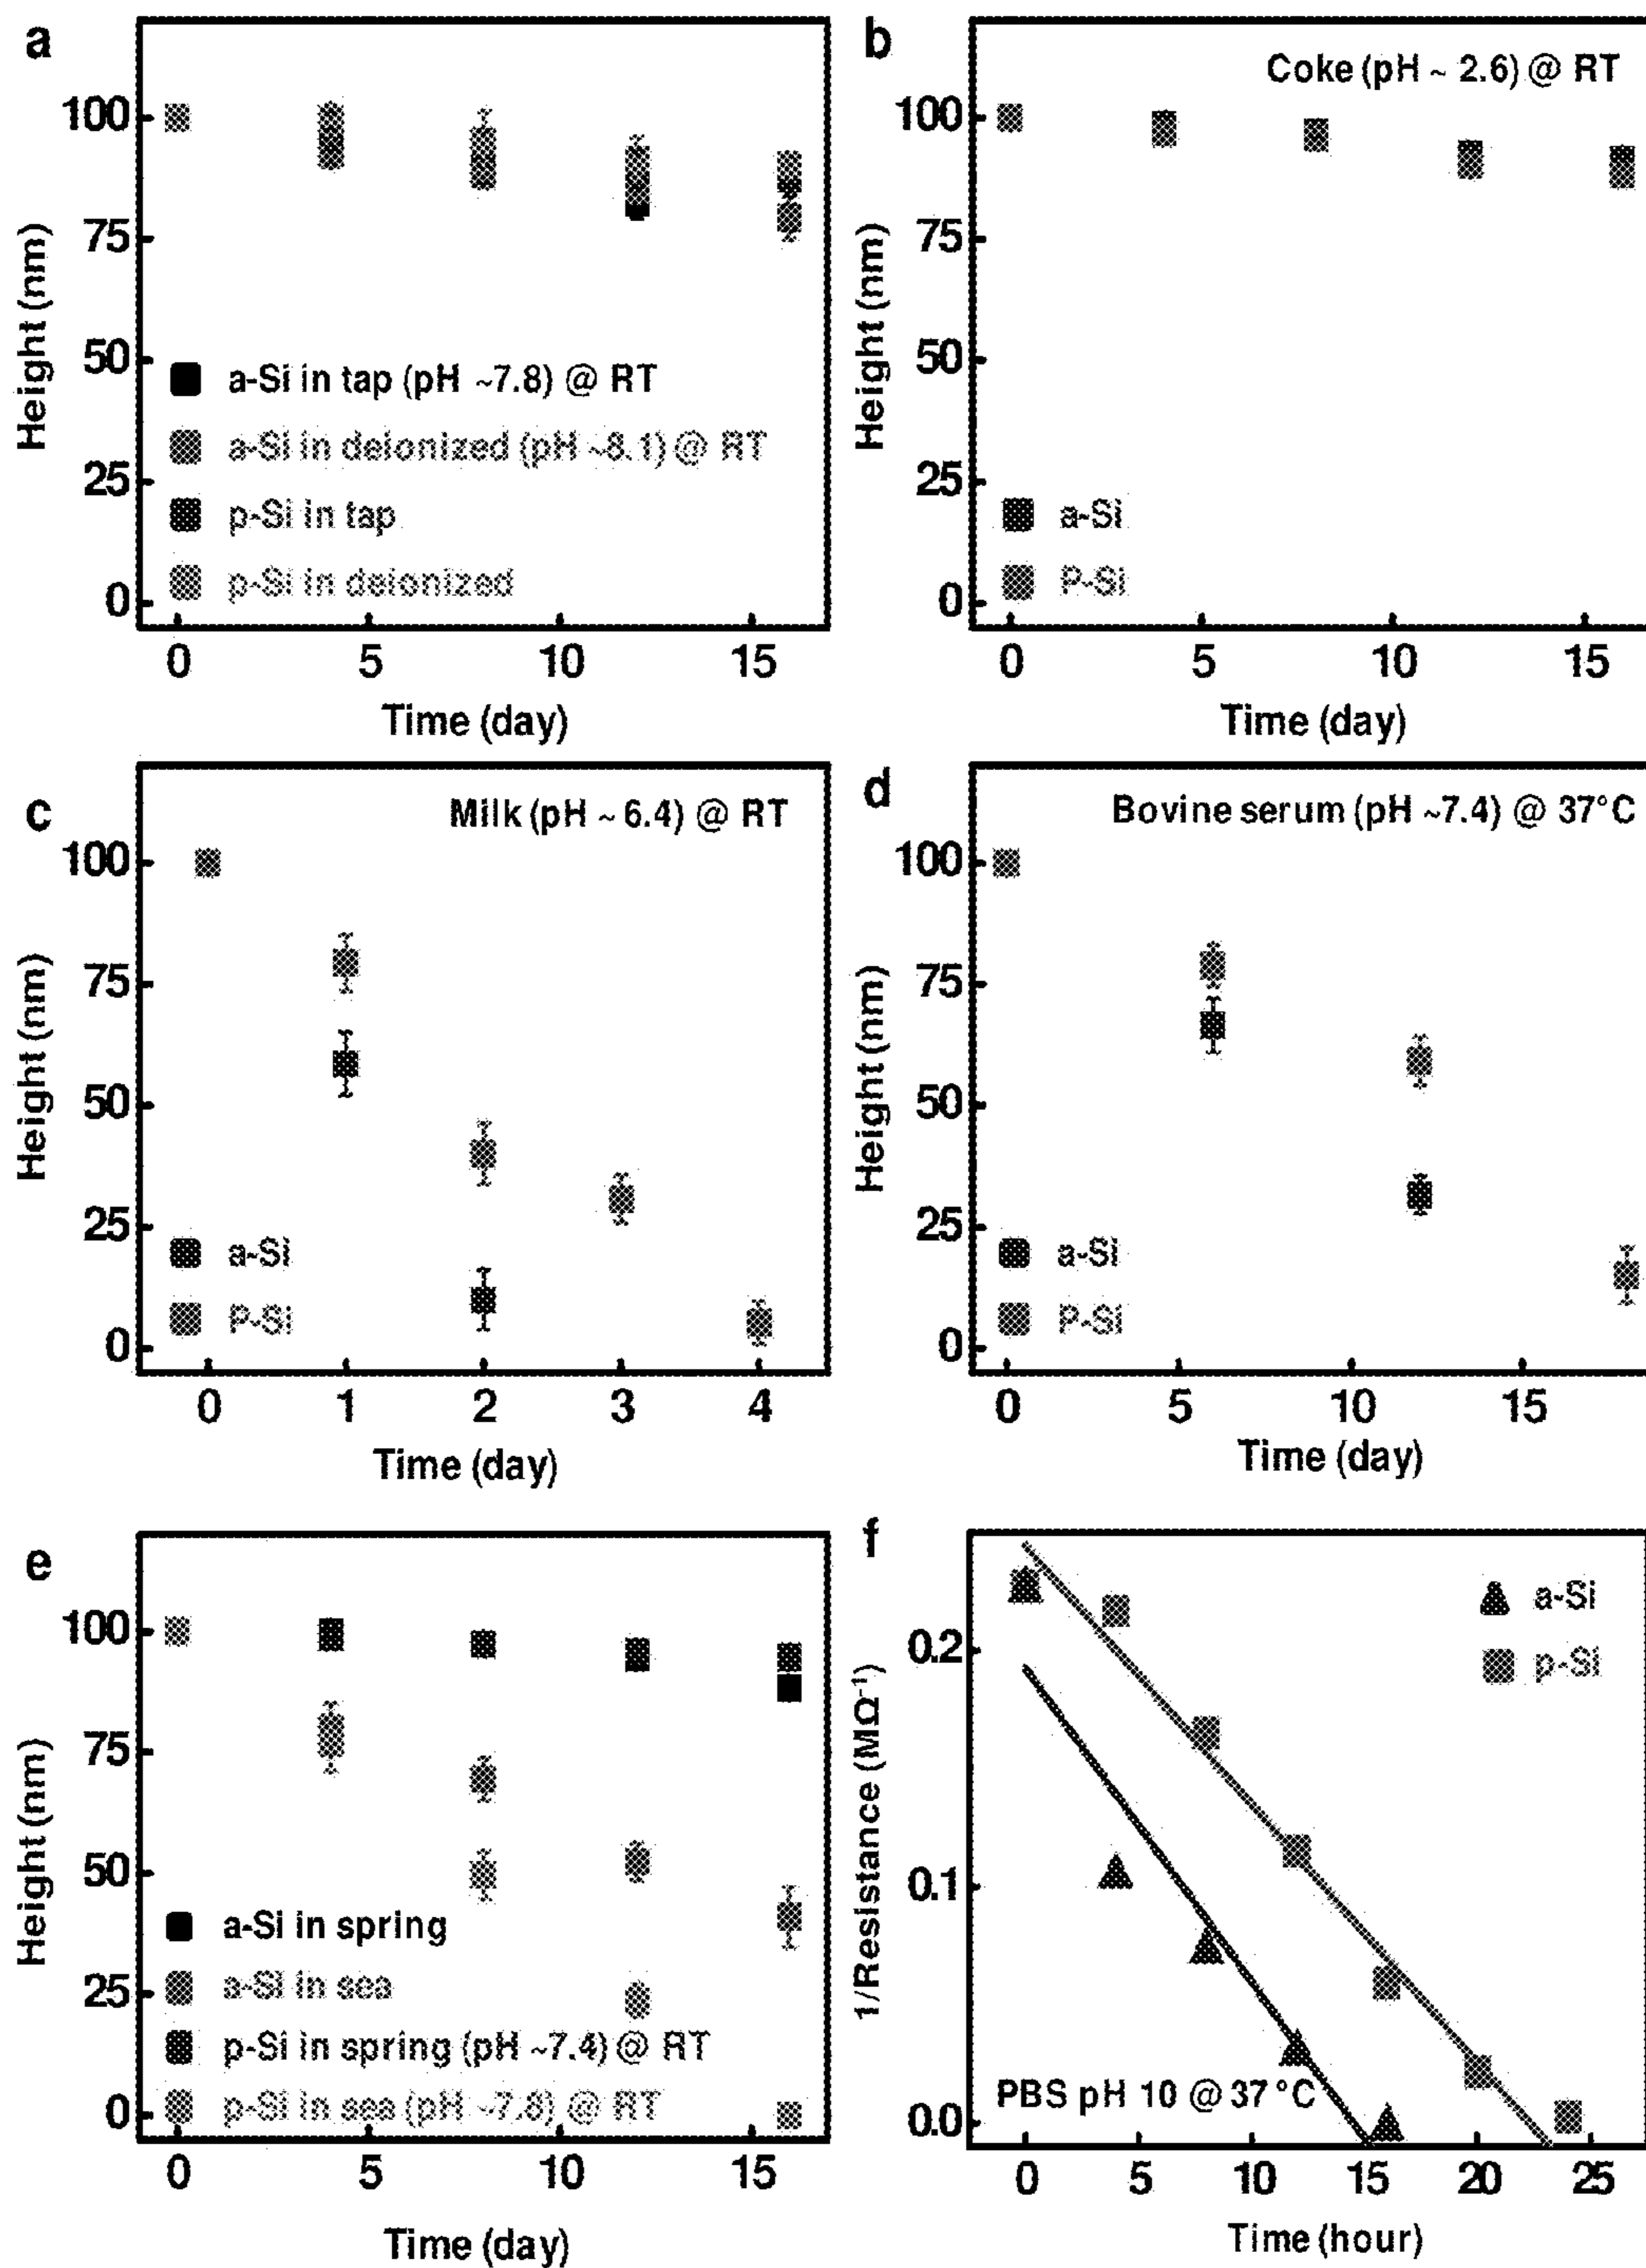 a
100
75
50
25
0
Height (nm)
a-Si in tap (pH ~7.8) @ RT
a-Si in deionized (pH ~8.1) @ RT
p-Si in tap
p-Si in deionized
0 5 10 15
Time (day)
b
Coke (pH ~ 2.6) @ RT
100
75
50
25
0
Height (nm)
a-Si
P-Si
0 5 10 15
Time (day)
c
Milk (pH ~ 6.4) @ RT
100
75
50
25
0
Height (nm)
a-Si
P-Si
0 1 2 3 4
Time (day)
d
Bovine serum (pH ~7.4) @ 37°C
100
75
50
25
0
Height (nm)
a-Si
P-Si
0 5 10 15
Time (day)
e
100
75
50
25
0
Height (nm)
a-Si in spring
a-Si in sea
p-Si in spring (pH ~7.4) @ RT
p-Si in sea (pH ~7.8) @ RT
0 5 10 15
Time (day)
f
a-Si
p-Si
0.2
0.1
0.0
1/Resistance (MΩ⁻¹)
PBS pH 10 @ 37 °C
0 5 10 15 20 25
Time (hour)